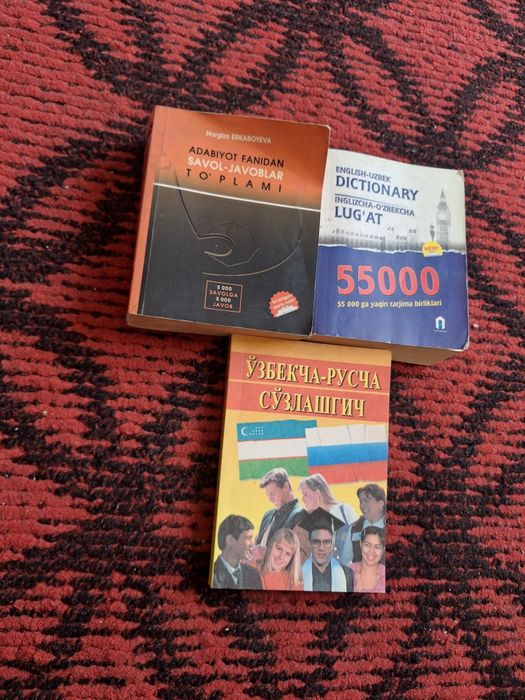 Nargiza ERKABOYEVA
ADABIYOT FANIDAN
SAVOL-JAVOBLAR
TO'PLAMI
5 000
SAVOLGA
5 000
JAVOB
ENGLISH-UZBEK
DICTIONARY
INGLIZCHA-O'ZBEKCHA
LUG'AT
NEW!
55000
55 000 ga yaqin tarjima birliklari
ЎЗБЕКЧА-РУСЧА
СЎЗЛАШГИЧ